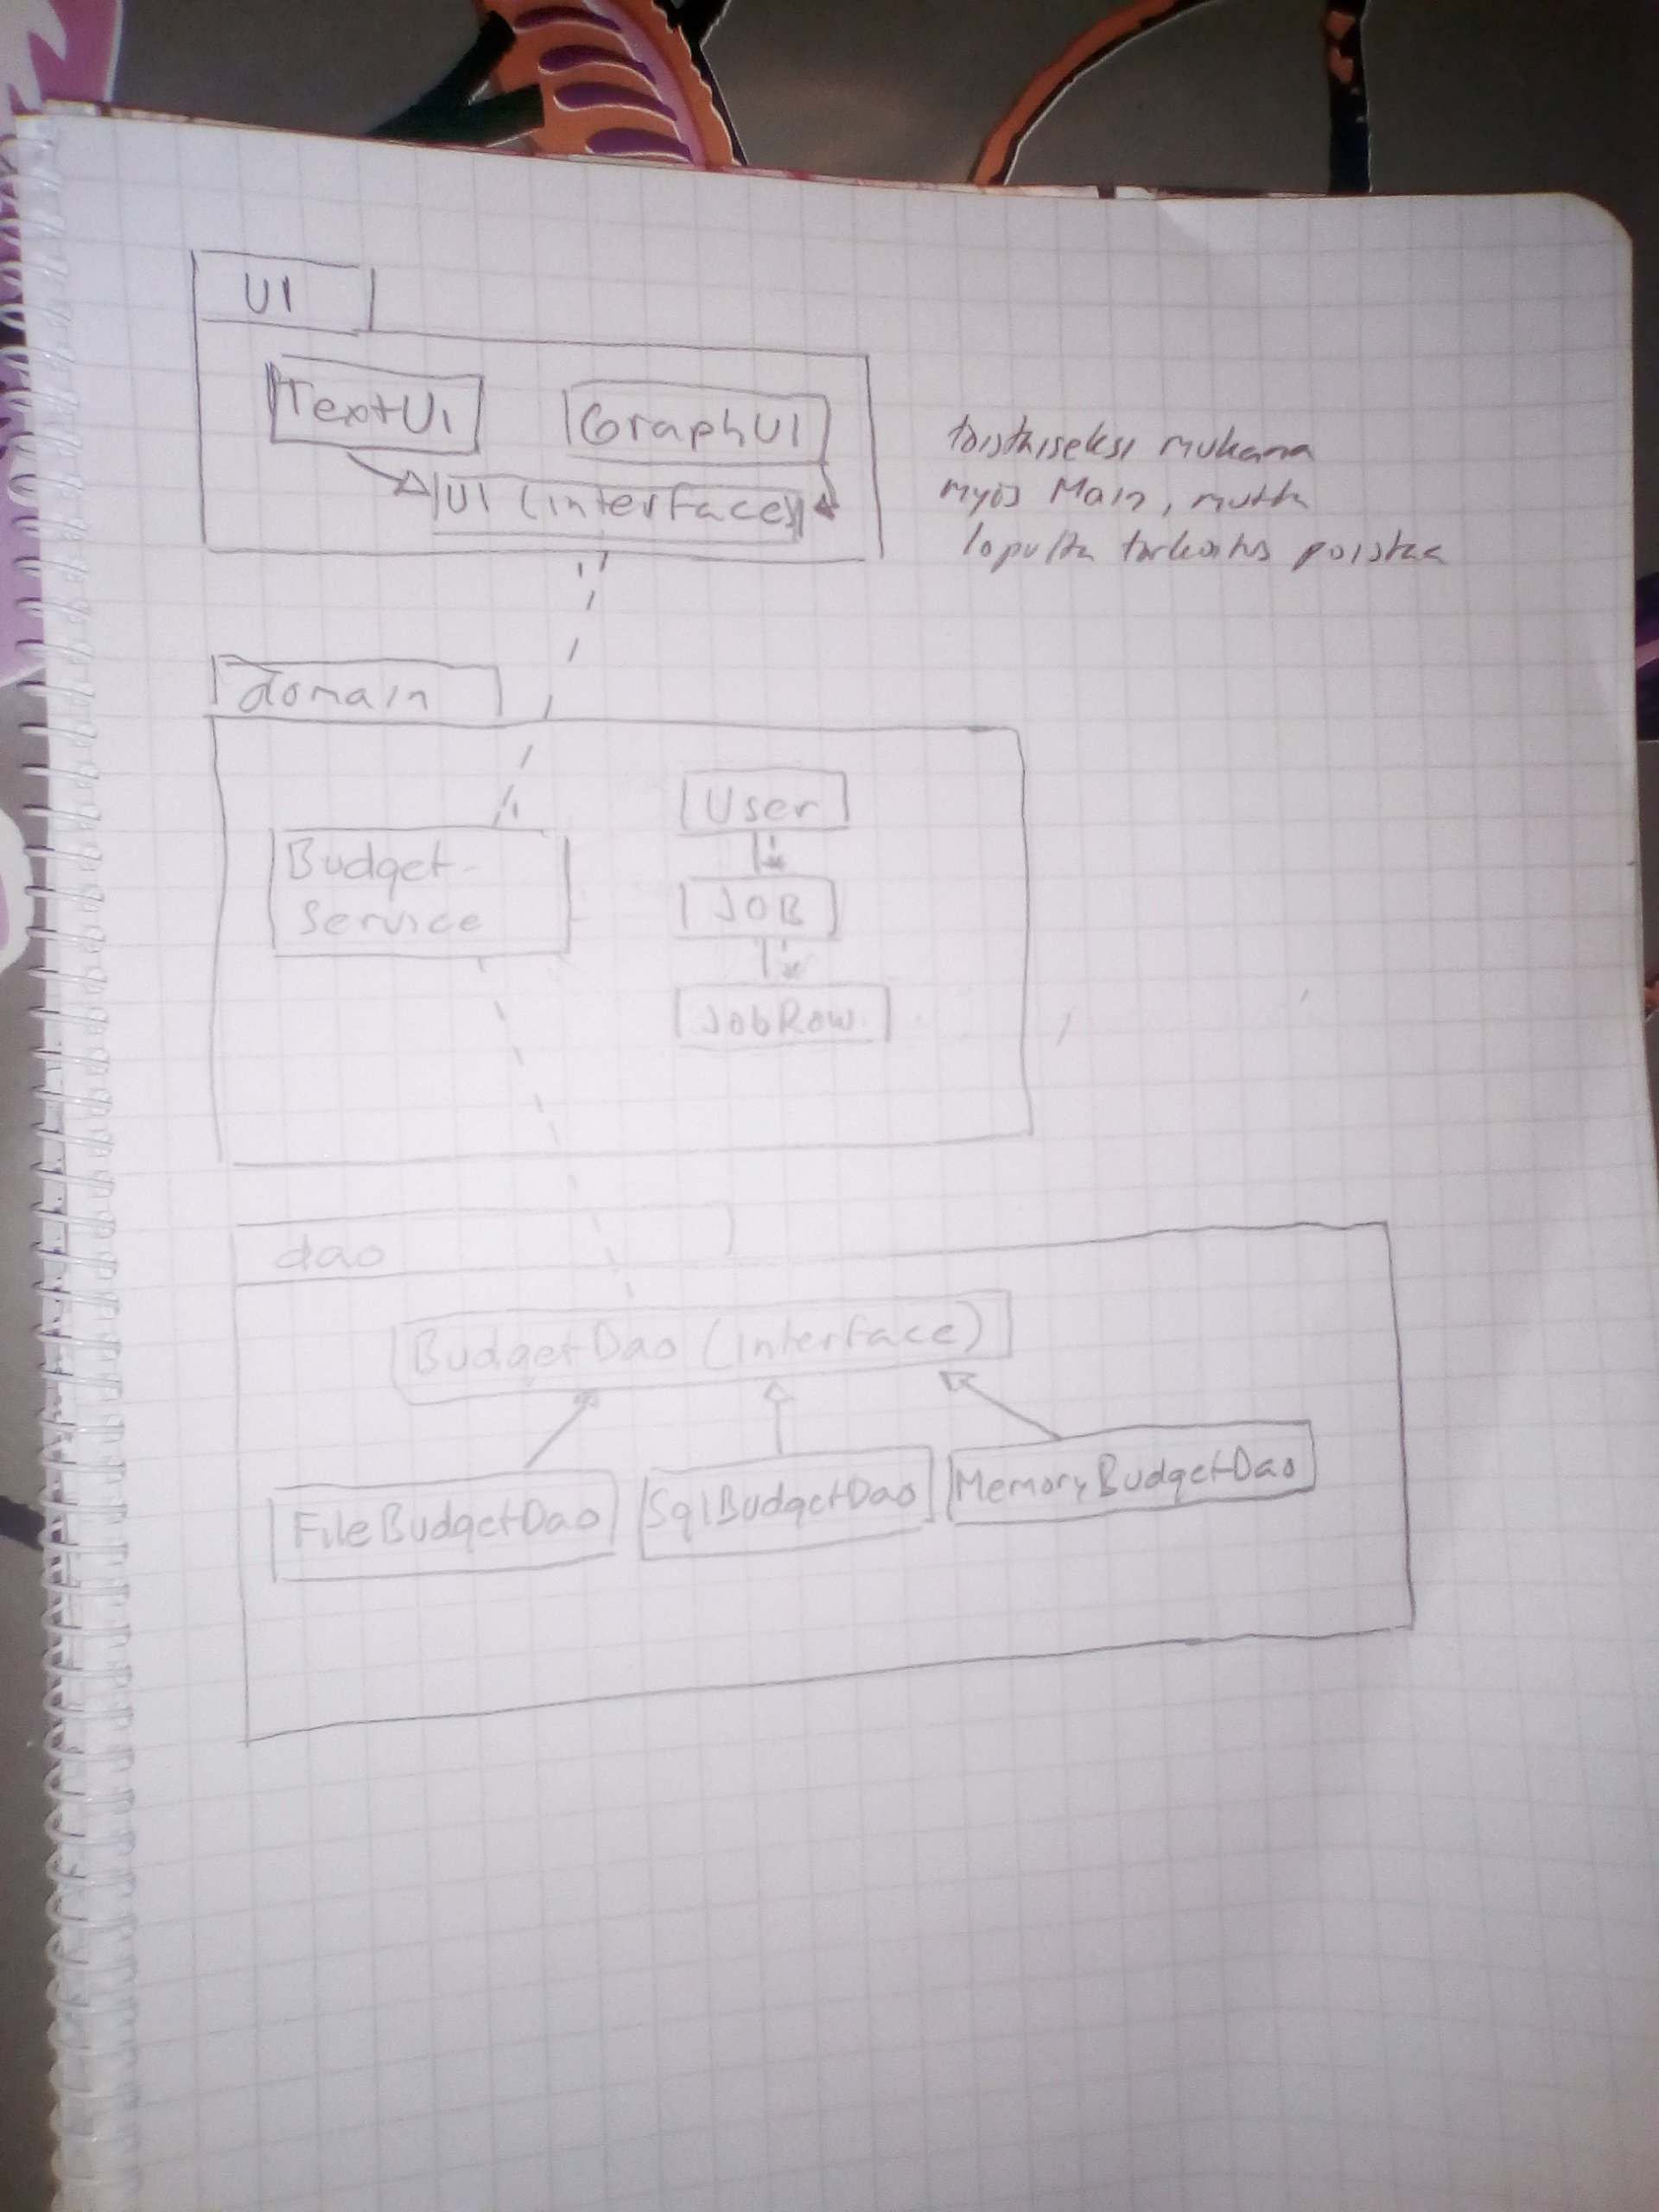 UI
TextUi
GraphUI
UI (interface)
toistaiseksi mukana
myös Main, mutta
lopulta tarkoitus poistaa
domain
Budget-
Service
User
JOB
JobRow
dao
BudgetDao (interface)
FileBudgetDao
SqlBudgetDao
MemoryBudgetDao